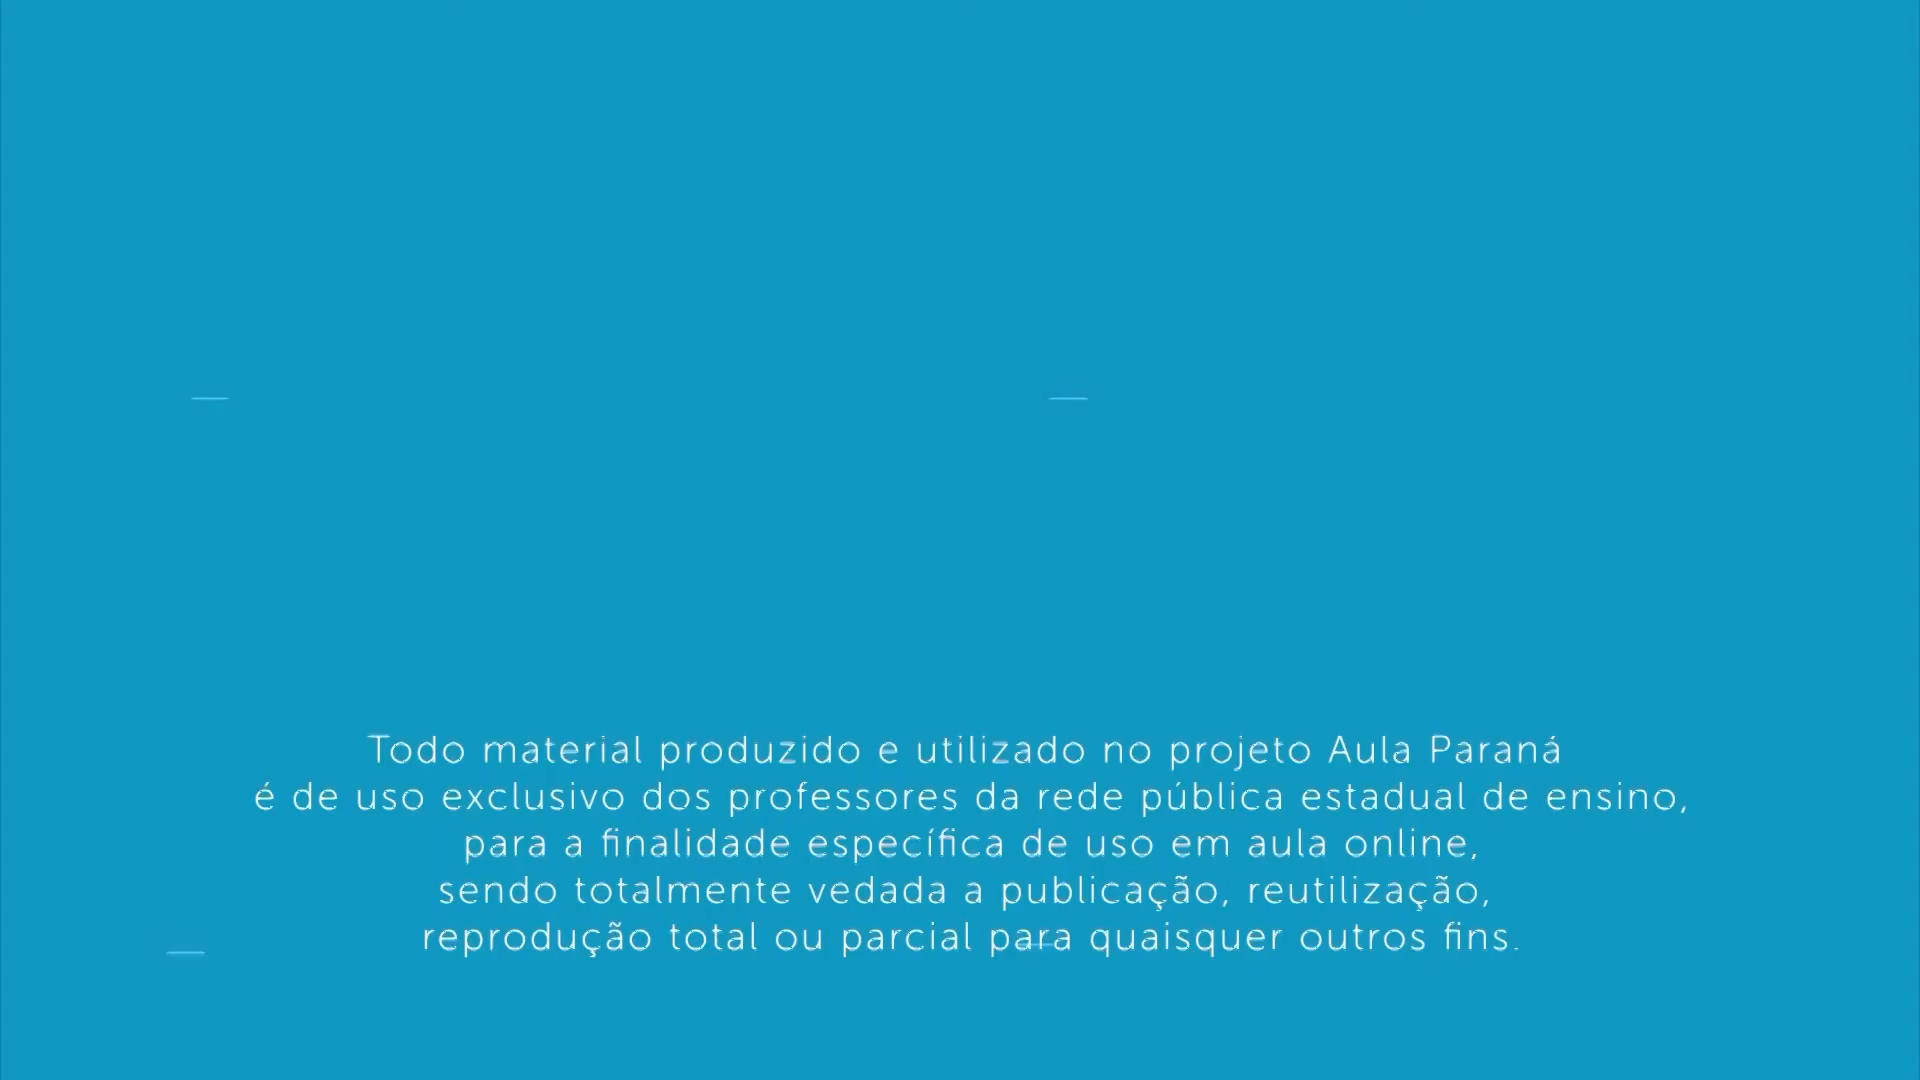 Todo material produzido e utilizado no projeto Aula Paraná
é de uso exclusivo dos professores da rede pública estadual de ensino,
para a finalidade específica de uso em aula online,
sendo totalmente vedada a publicação, reutilização,
reprodução total ou parcial para quaisquer outros fins.